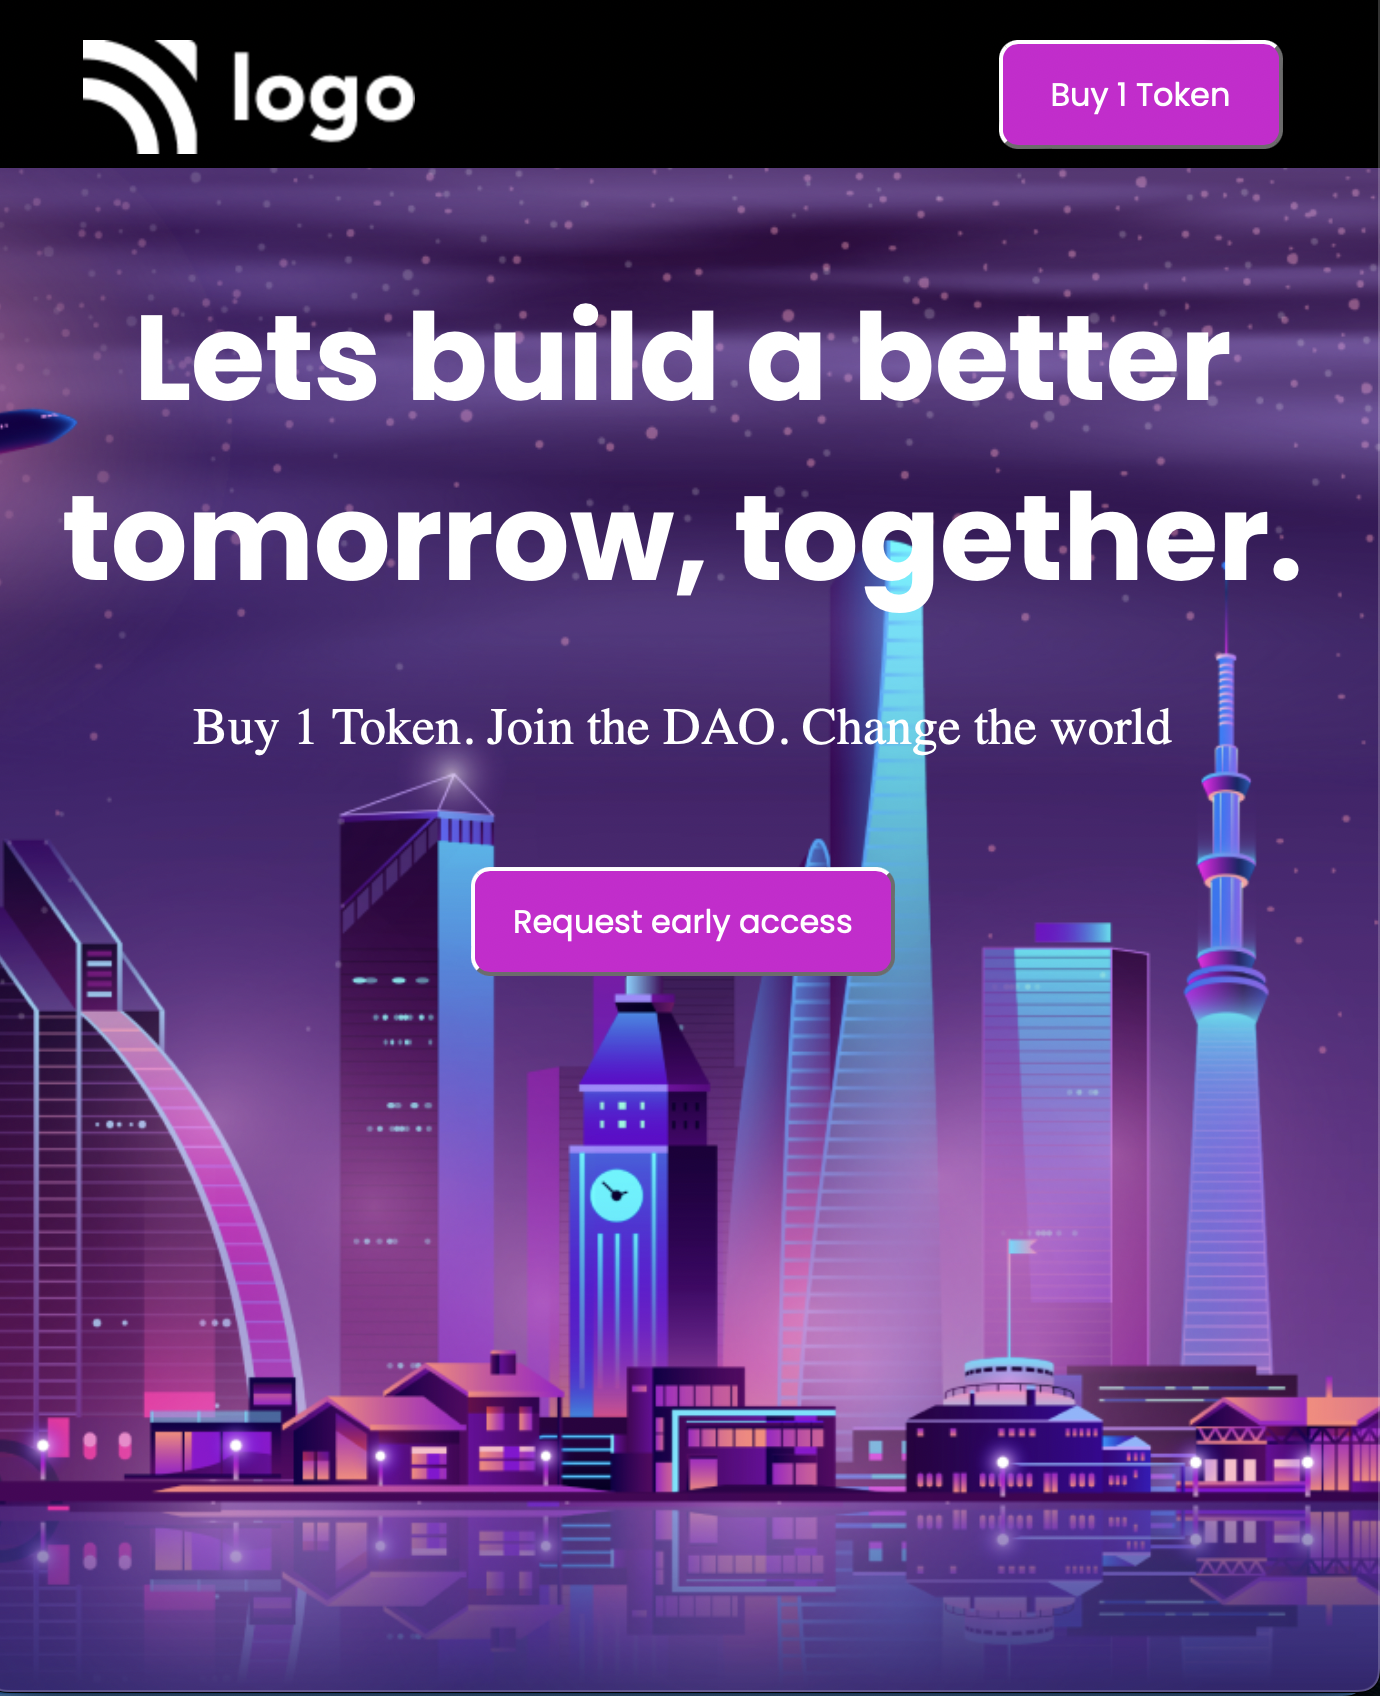 logo
Buy 1 Token
Lets build a better
tomorrow, together.
Buy 1 Token. Join the DAO. Change the world
Request early access